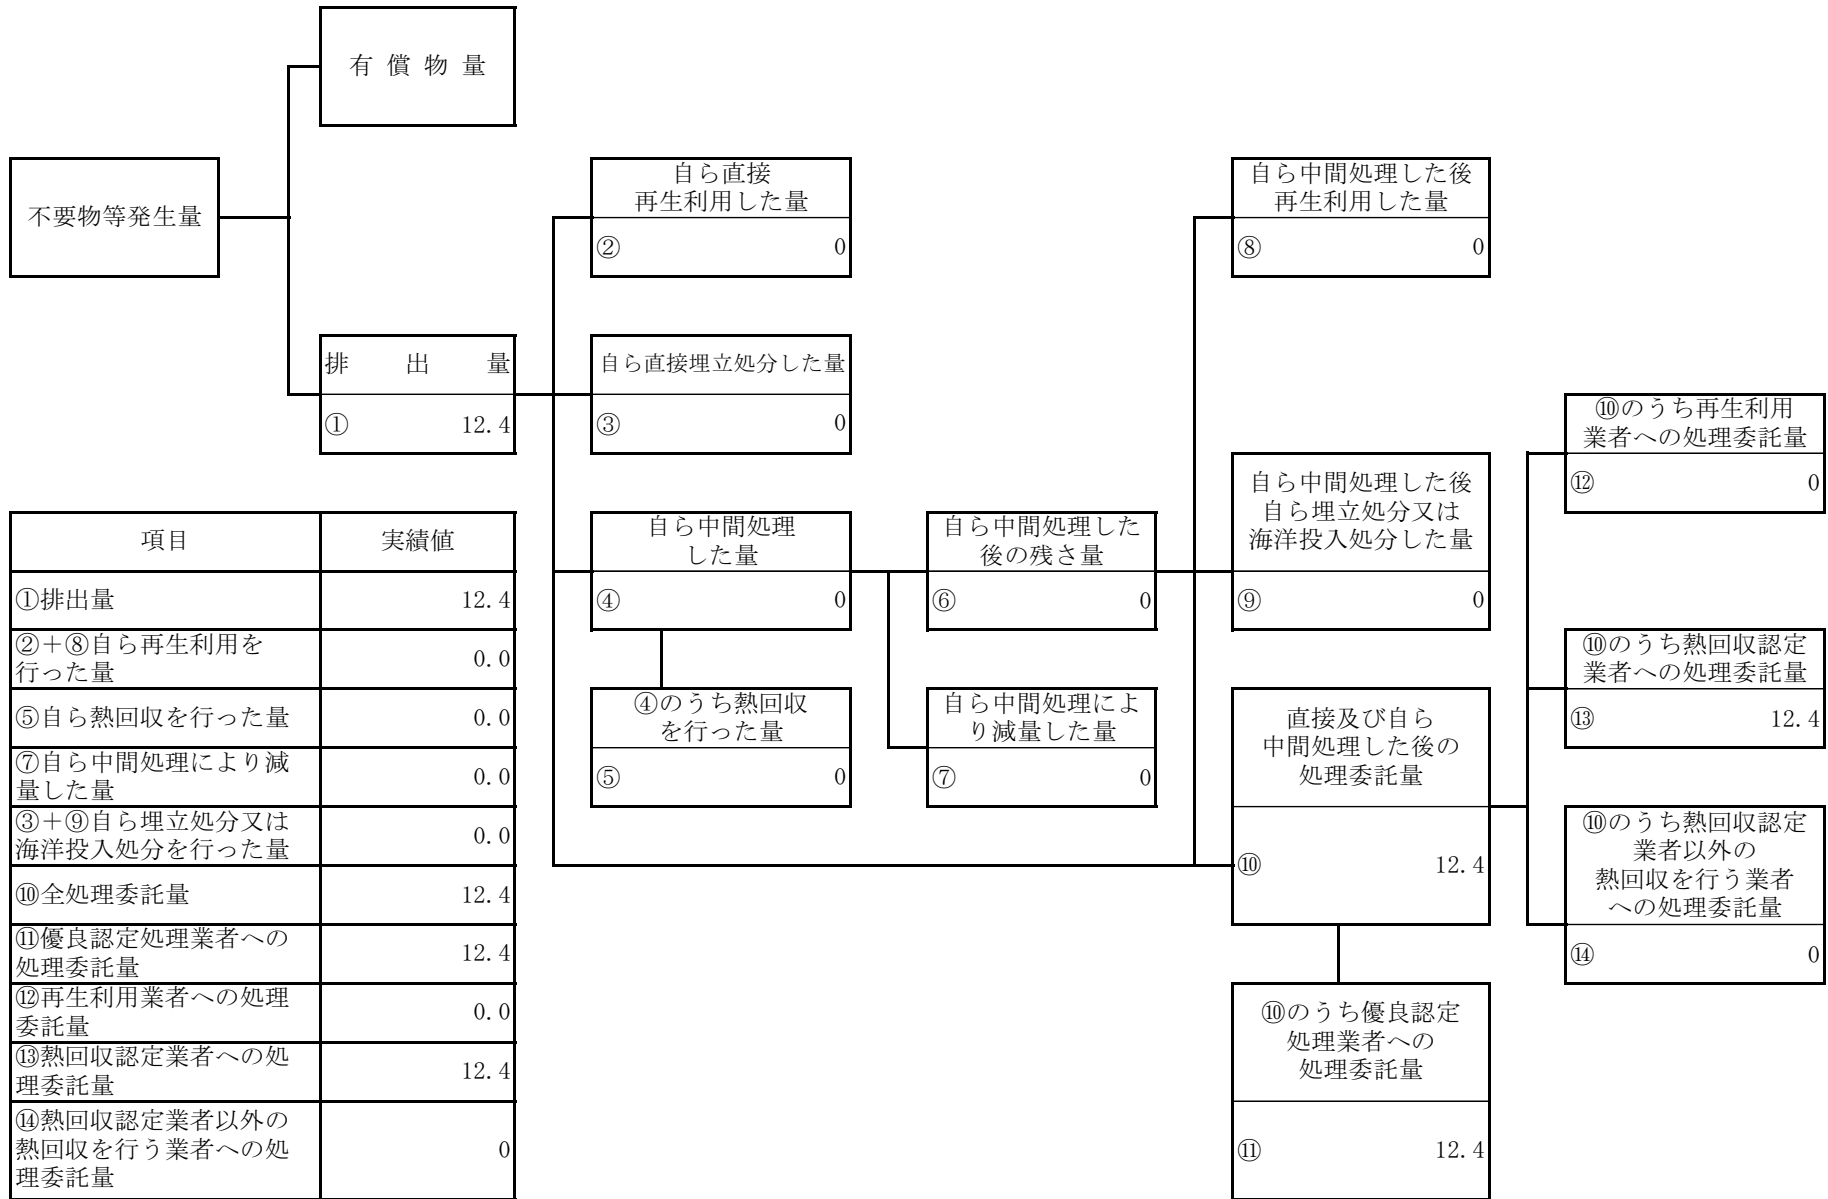 有償物量
不要物等発生量
自ら直接
再生利用した量
② 0
自ら中間処理した後
再生利用した量
⑧ 0
排出量
① 12.4
自ら直接埋立処分した量
③ 0
⑩のうち再生利用
業者への処理委託量
⑫ 0
自ら中間処理した後
自ら埋立処分又は
海洋投入処分した量
⑨ 0
自ら中間処理
した量
④ 0
自ら中間処理した
後の残さ量
⑥ 0
⑩のうち熱回収認定
業者への処理委託量
⑬ 12.4
④のうち熱回収
を行った量
⑤ 0
自ら中間処理によ
り減量した量
⑦ 0
直接及び自ら
中間処理した後の
処理委託量
⑩ 12.4
⑩のうち熱回収認定
業者以外の
熱回収を行う業者
への処理委託量
⑭ 0
⑩のうち優良認定
処理業者への
処理委託量
⑪ 12.4
項目 実績値
①排出量 12.4
②+⑧自ら再生利用を
行った量 0.0
⑤自ら熱回収を行った量 0.0
⑦自ら中間処理により減
量した量 0.0
③+⑨自ら埋立処分又は
海洋投入処分を行った量 0.0
⑩全処理委託量 12.4
⑪優良認定処理業者への
処理委託量 12.4
⑫再生利用業者への処理
委託量 0.0
⑬熱回収認定業者への処
理委託量 12.4
⑭熱回収認定業者以外の
熱回収を行う業者への処 0
理委託量